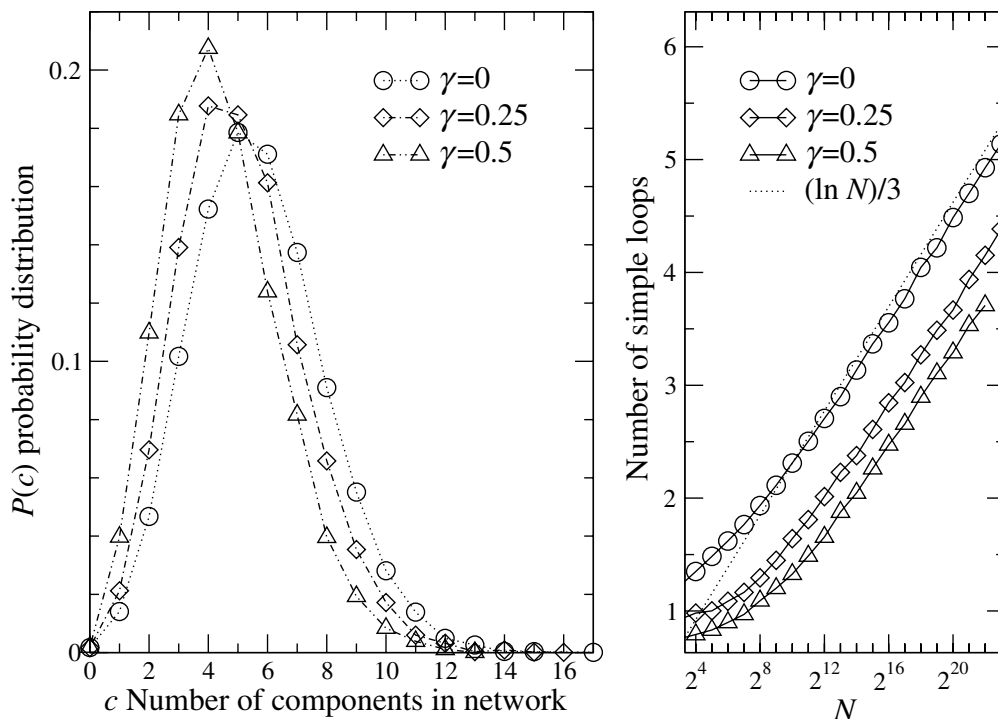 P(c) probability distribution
0.2
0.1
0
γ=0
γ=0.25
γ=0.5
0 2 4 6 8 10 12 14 16
c Number of components in network
Number of simple loops
6
5
4
3
2
1
γ=0
γ=0.25
γ=0.5
(ln N)/3
2^4 2^8 2^12 2^16 2^20
N